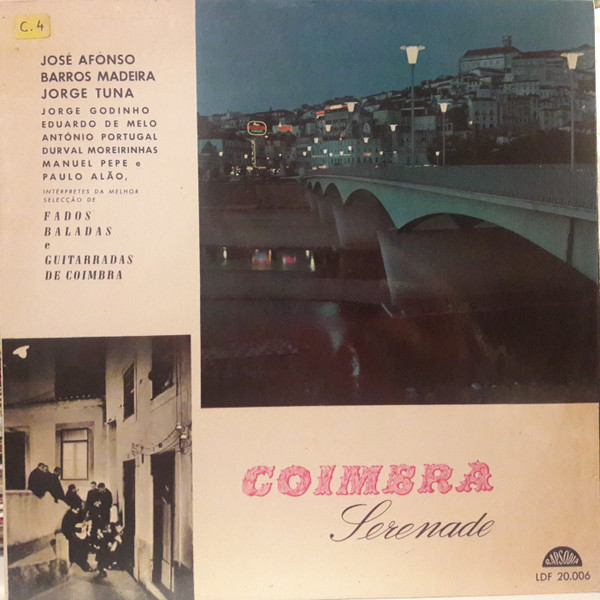 C.4
JOSÉ AFÓNSO
BARROS MADEIRA
JORGE TUNA
JORGE GODINHO
EDUARDO DE MELO
ANTÓNIO PORTUGAL
DURVAL MOREIRINHAS
MANUEL PEPE e
PAULO ALÃO,
INTÉRPRETES DA MELHOR
SELECÇÃO DE
FADOS
BALADAS
e
GUITARRADAS
DE COIMBRA
COIMBRA
Serenade
RAPSÓDIA
LDF 20.006